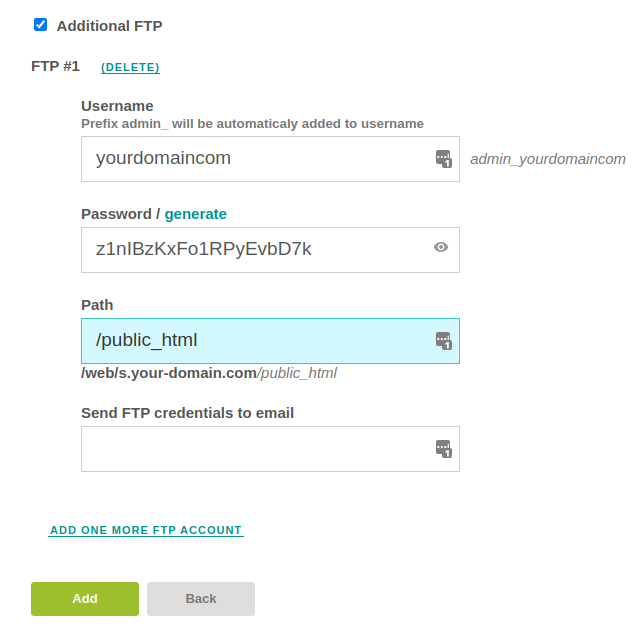 Additional FTP
FTP #1 (DELETE)
Username
Prefix admin_ will be automaticaly added to username
yourdomaincom
admin_yourdomaincom
Password / generate
z1nIBzKxFo1RPyEvbD7k
Path
/public_html
/web/s.your-domain.com/public_html
Send FTP credentials to email
ADD ONE MORE FTP ACCOUNT
Add Back